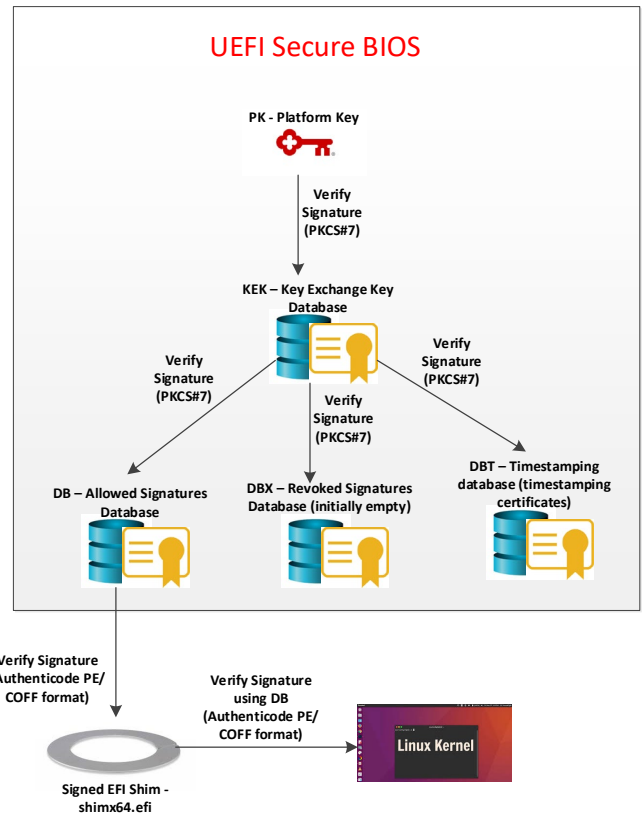 UEFI Secure BIOS
PK - Platform Key
Verify
Signature
(PKCS#7)
KEK – Key Exchange Key
Database
Verify
Signature
(PKCS#7)
Verify
Signature
(PKCS#7)
Verify
Signature
(PKCS#7)
DB – Allowed Signatures
Database
DBX – Revoked Signatures
Database (initially empty)
DBT – Timestamping
database (timestamping
certificates)
Verify Signature
Authenticode PE/
COFF format)
Verify Signature
using DB
(Authenticode PE/
COFF format)
Linux Kernel
Signed EFI Shim -
shimx64.efi